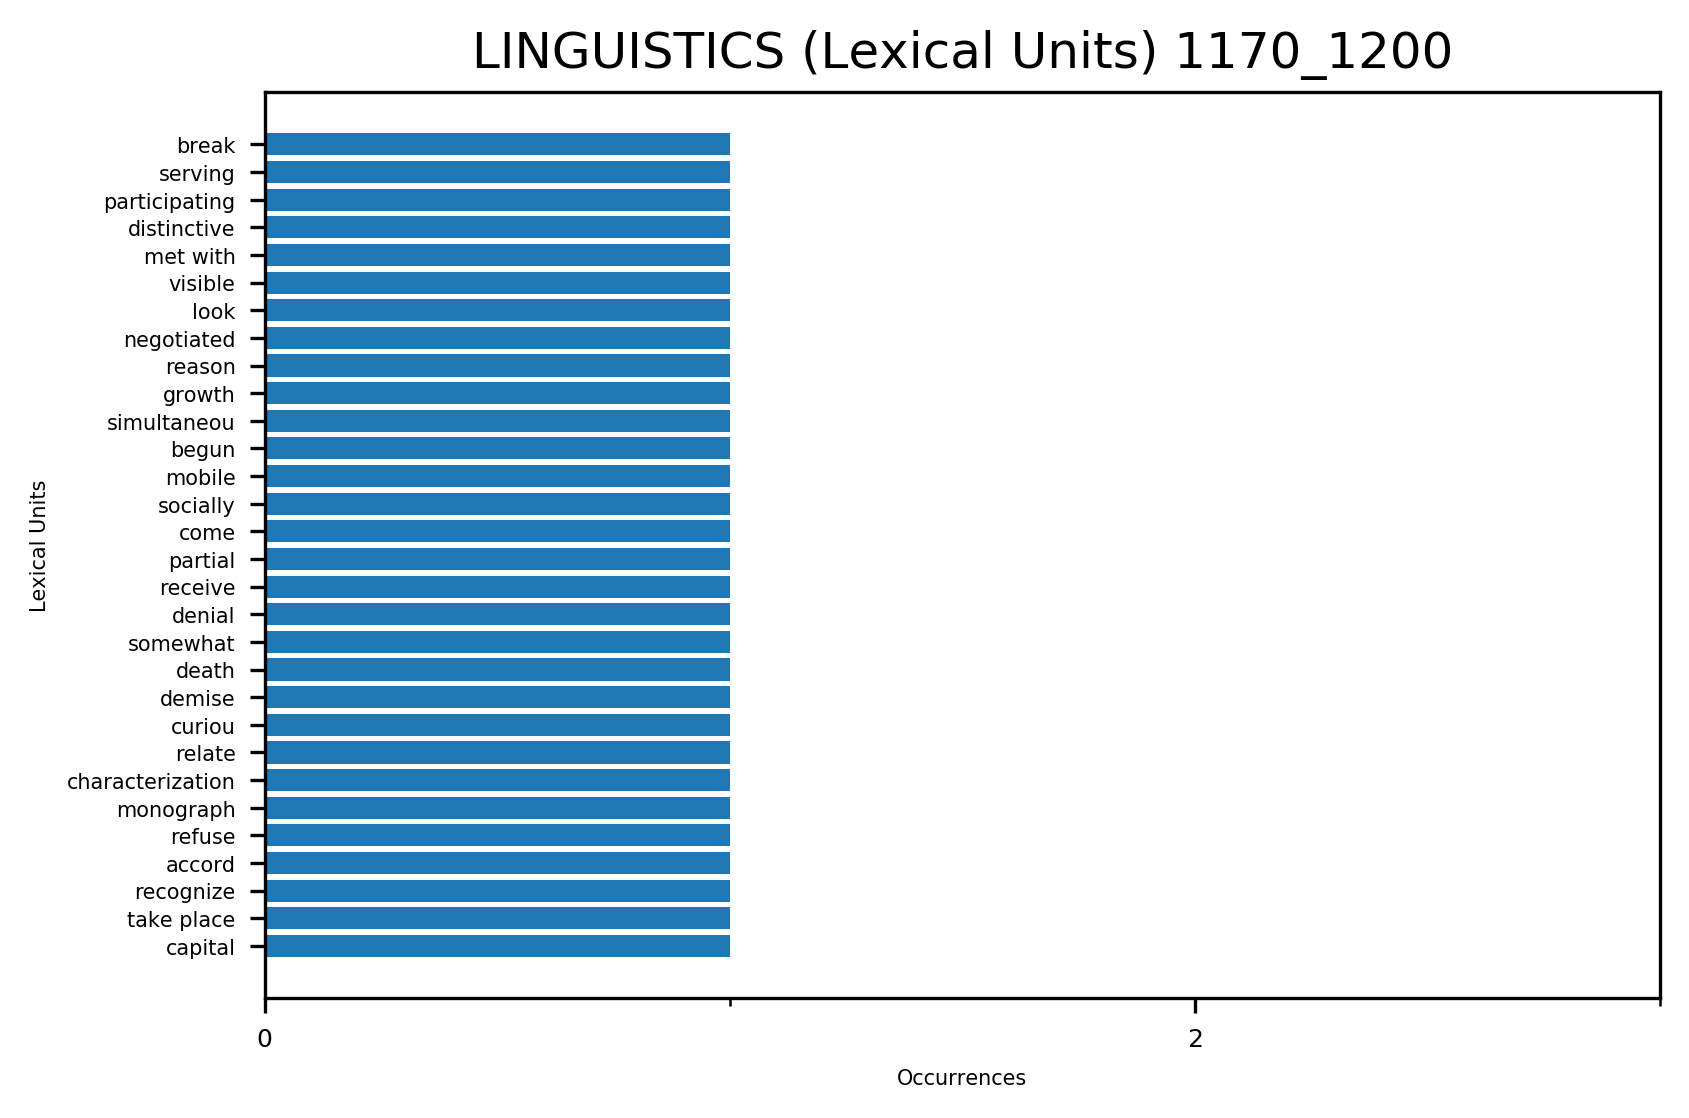 LINGUISTICS (Lexical Units) 1170_1200
break
serving
participating
distinctive
met with
visible
look
negotiated
reason
growth
simultaneou
begun
mobile
socially
come
partial
receive
denial
somewhat
death
demise
curiou
relate
characterization
monograph
refuse
accord
recognize
take place
capital
Lexical Units
0 2
Occurrences